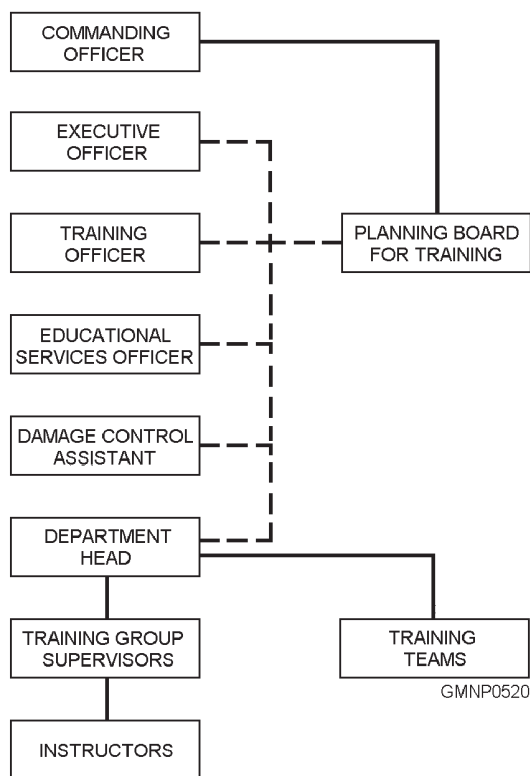 COMMANDING
OFFICER
EXECUTIVE
OFFICER
TRAINING
OFFICER
PLANNING BOARD
FOR TRAINING
EDUCATIONAL
SERVICES OFFICER
DAMAGE CONTROL
ASSISTANT
DEPARTMENT
HEAD
TRAINING GROUP
SUPERVISORS
TRAINING
TEAMS
GMNP0520
INSTRUCTORS